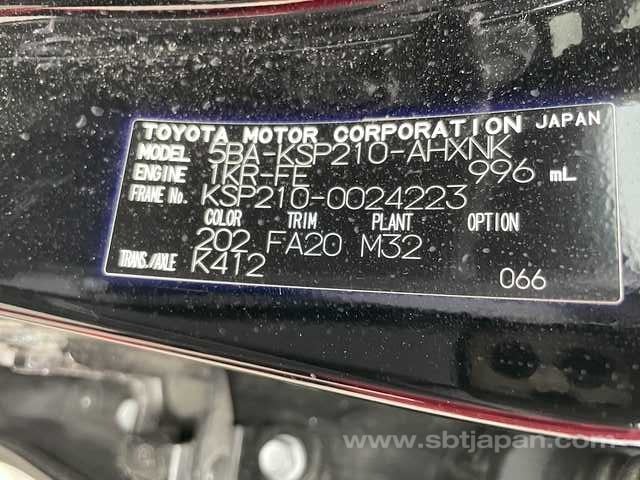 TOYOTA MOTOR CORPORATION JAPAN
MODEL 5BA-KSP210-AHXNK
ENGINE 1KR-FE 996 mL
FRAME No. KSP210-0024223
COLOR TRIM PLANT OPTION
202 FA20 M32
TRANS./AXLE K412
066
www.sbtjapan.com